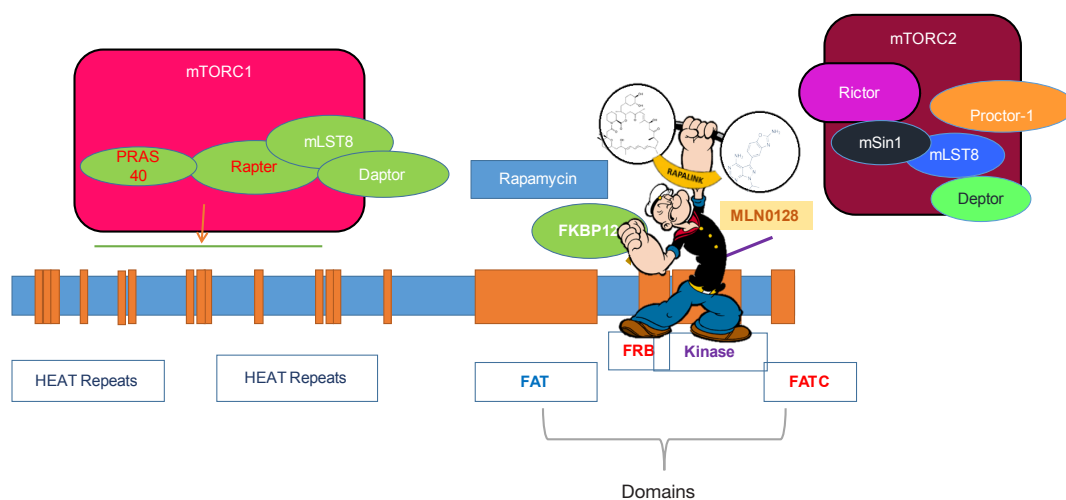 mTORC1
PRAS
40
Rapter
mLST8
Daptor
Rapamycin
FKBP12
RAPALINK
MLN0128
mTORC2
Rictor
Proctor-1
mSin1
mLST8
Deptor
HEAT Repeats
HEAT Repeats
FAT
FRB
Kinase
FATC
Domains